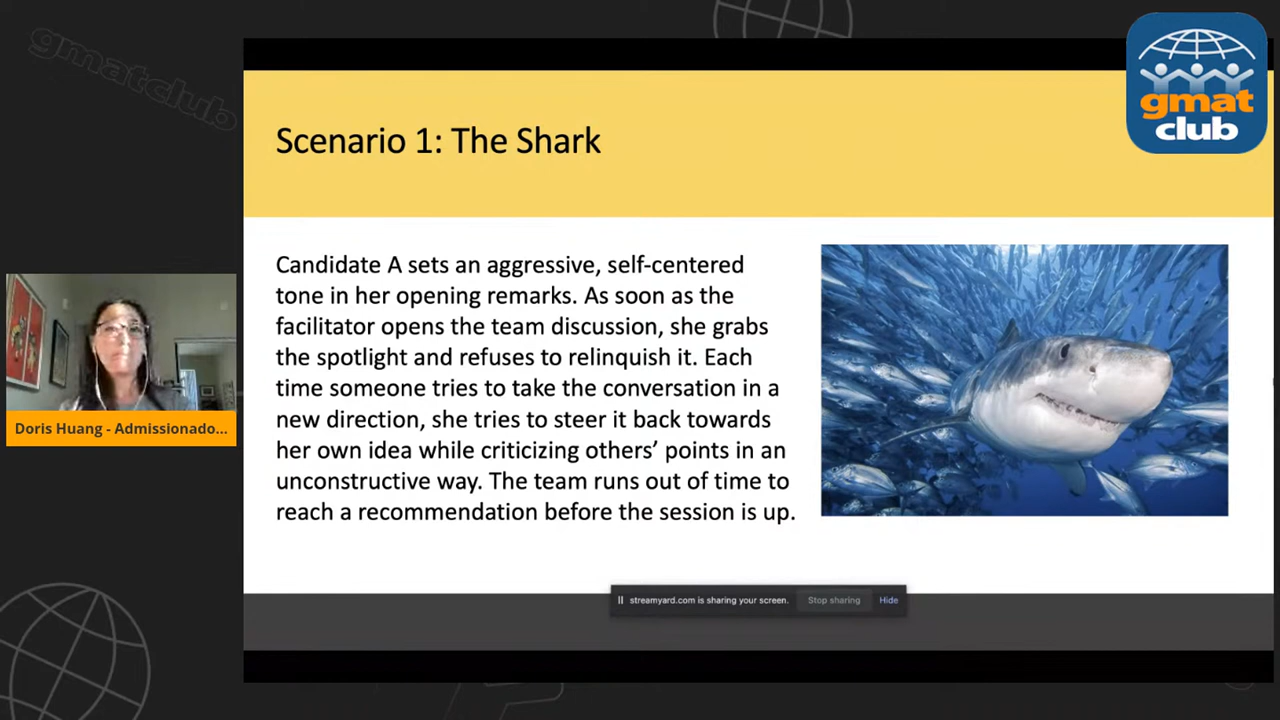 gmatclub
gmat
club
Scenario 1: The Shark
Candidate A sets an aggressive, self-centered
tone in her opening remarks. As soon as the
facilitator opens the team discussion, she grabs
the spotlight and refuses to relinquish it. Each
time someone tries to take the conversation in a
new direction, she tries to steer it back towards
her own idea while criticizing others’ points in an
unconstructive way. The team runs out of time to
reach a recommendation before the session is up.
Doris Huang - Admissionado...
streamyard.com is sharing your screen.
Stop sharing
Hide